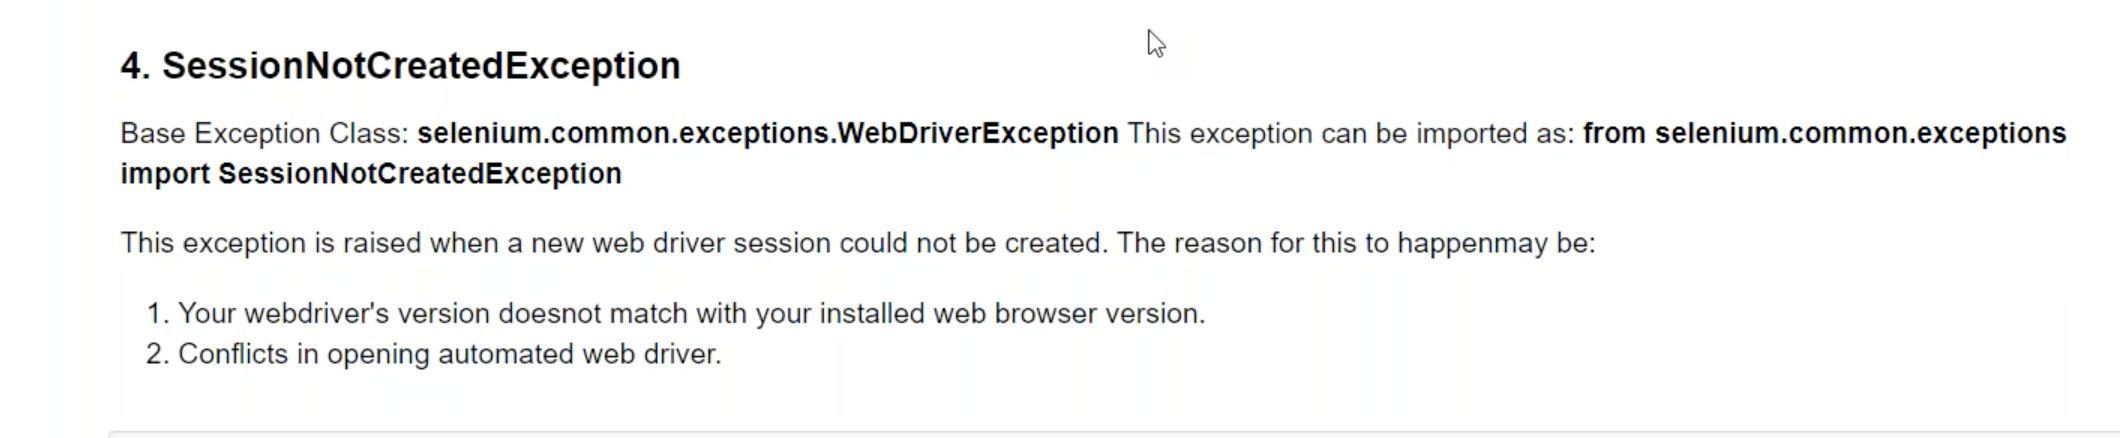 4. SessionNotCreatedException
Base Exception Class: selenium.common.exceptions.WebDriverException This exception can be imported as: from selenium.common.exceptions
import SessionNotCreatedException
This exception is raised when a new web driver session could not be created. The reason for this to happenmay be:
1. Your webdriver's version doesnot match with your installed web browser version.
2. Conflicts in opening automated web driver.